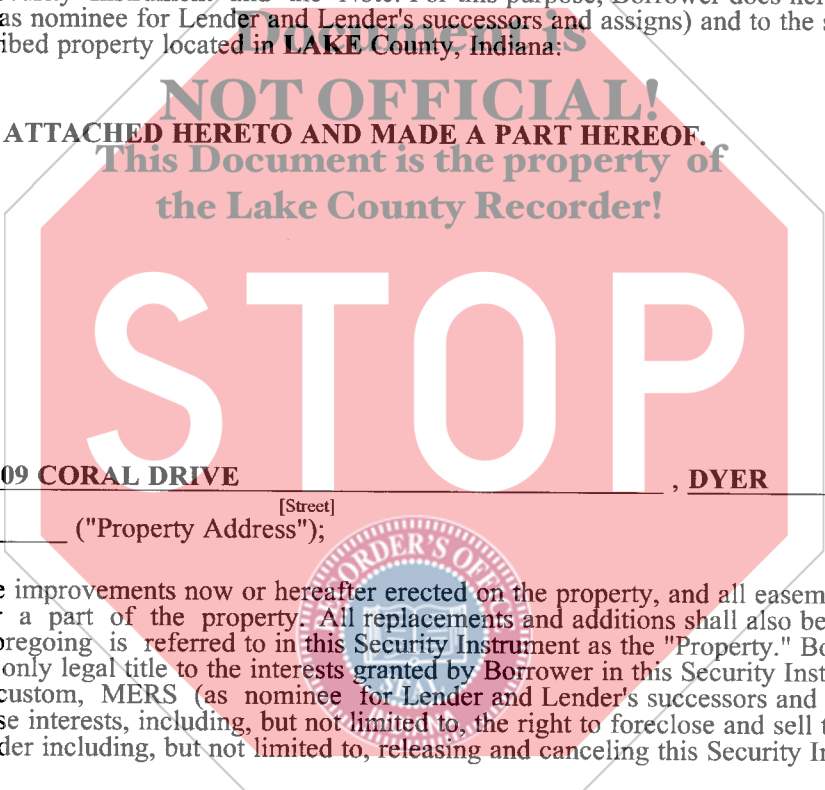 as nominee for Lender and Lender's successors and assigns) and to the
Document is
ibed property located in LAKE County, Indiana:
NOT OFFICIAL!
ATTACHED HERETO AND MADE A PART HEREOF.
This Document is the property of
the Lake County Recorder!
STOP
09 CORAL DRIVE , DYER
[Street]
("Property Address");
RDER'S OFFIC
e improvements now or hereafter erected on the property, and all easem
a part of the property. All replacements and additions shall also be
regoing is referred to in this Security Instrument as the "Property." Bo
only legal title to the interests granted by Borrower in this Security Inst
custom, MERS (as nominee for Lender and Lender's successors and
se interests, including, but not limited to, the right to foreclose and sell t
der including, but not limited to, releasing and canceling this Security In